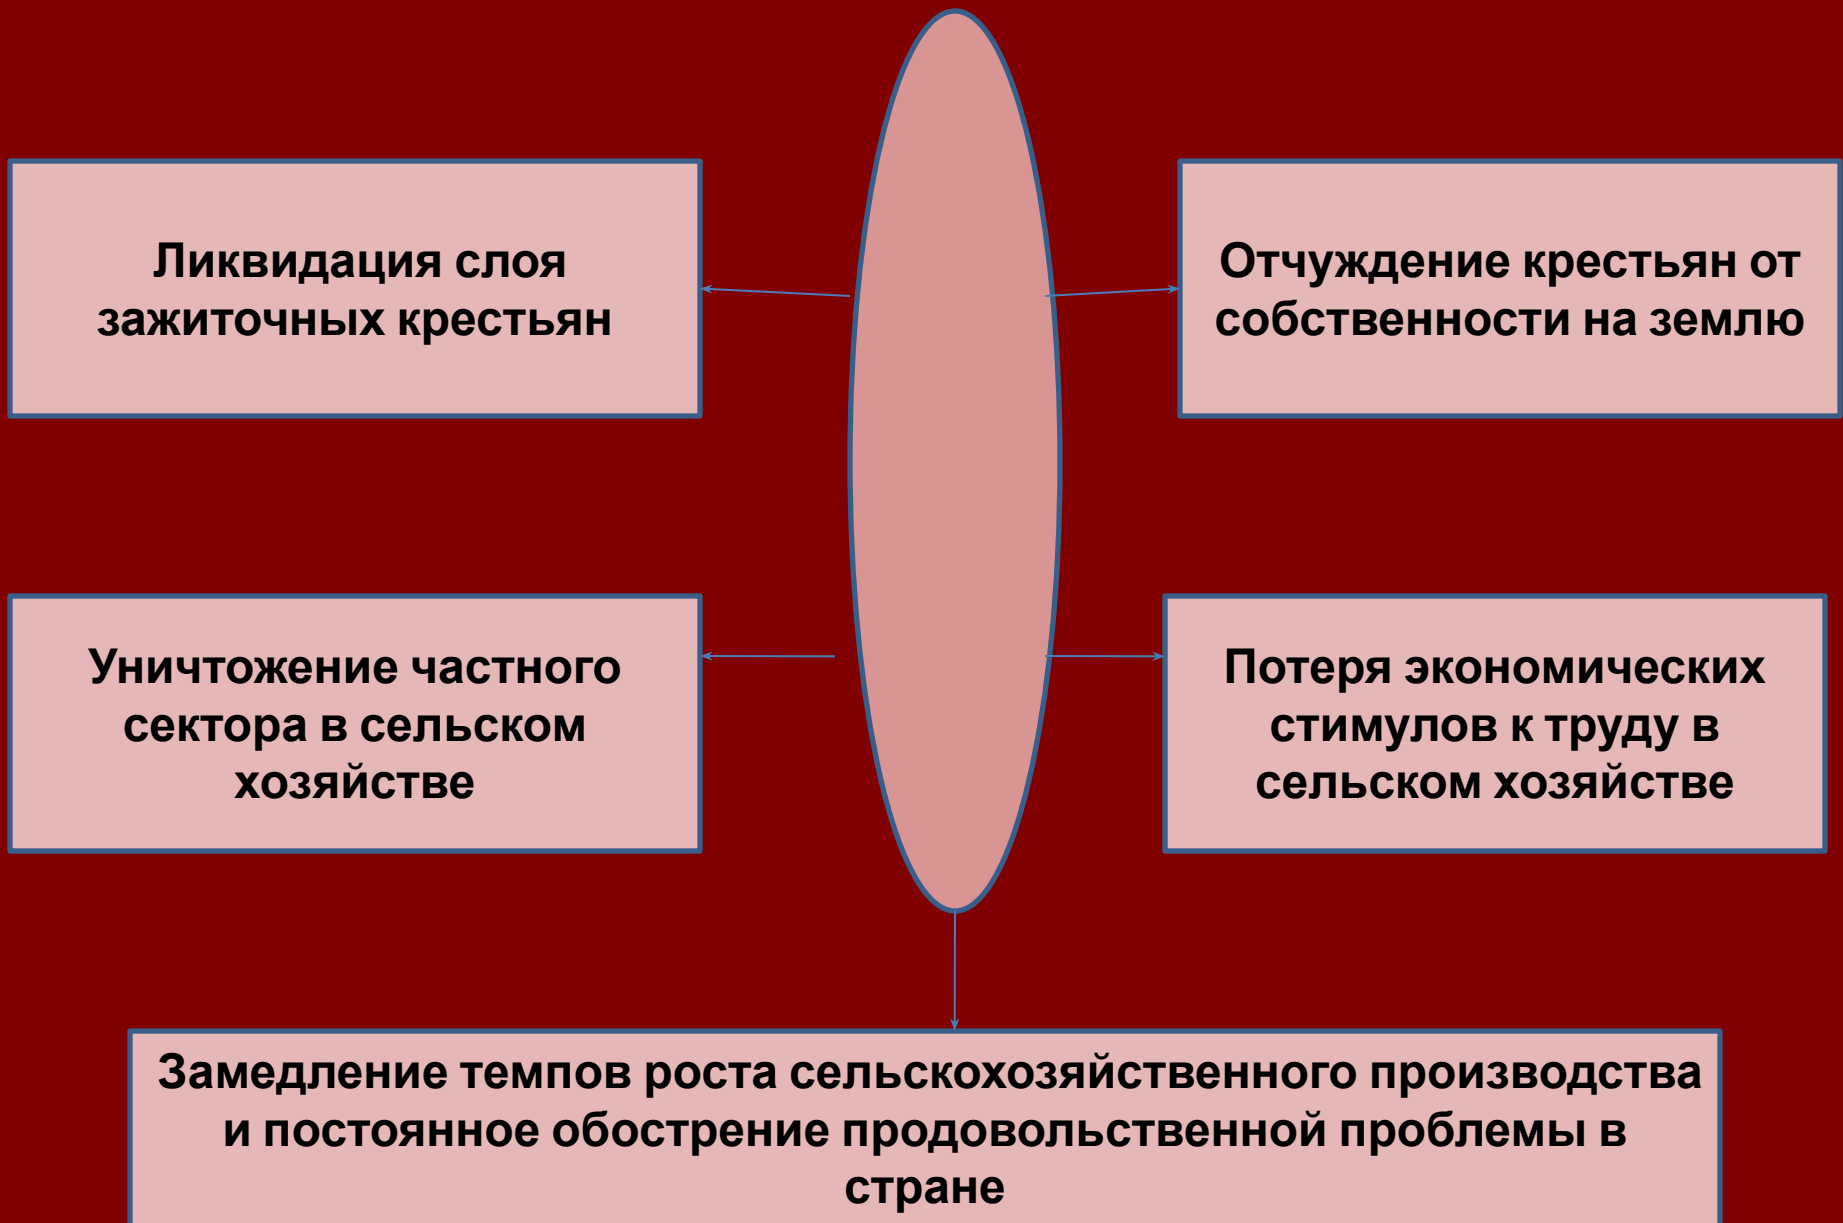 Ликвидация слоя
зажиточных крестьян
Отчуждение крестьян от
собственности на землю
Уничтожение частного
сектора в сельском
хозяйстве
Потеря экономических
стимулов к труду в
сельском хозяйстве
Замедление темпов роста сельскохозяйственного производства
и постоянное обострение продовольственной проблемы в
стране